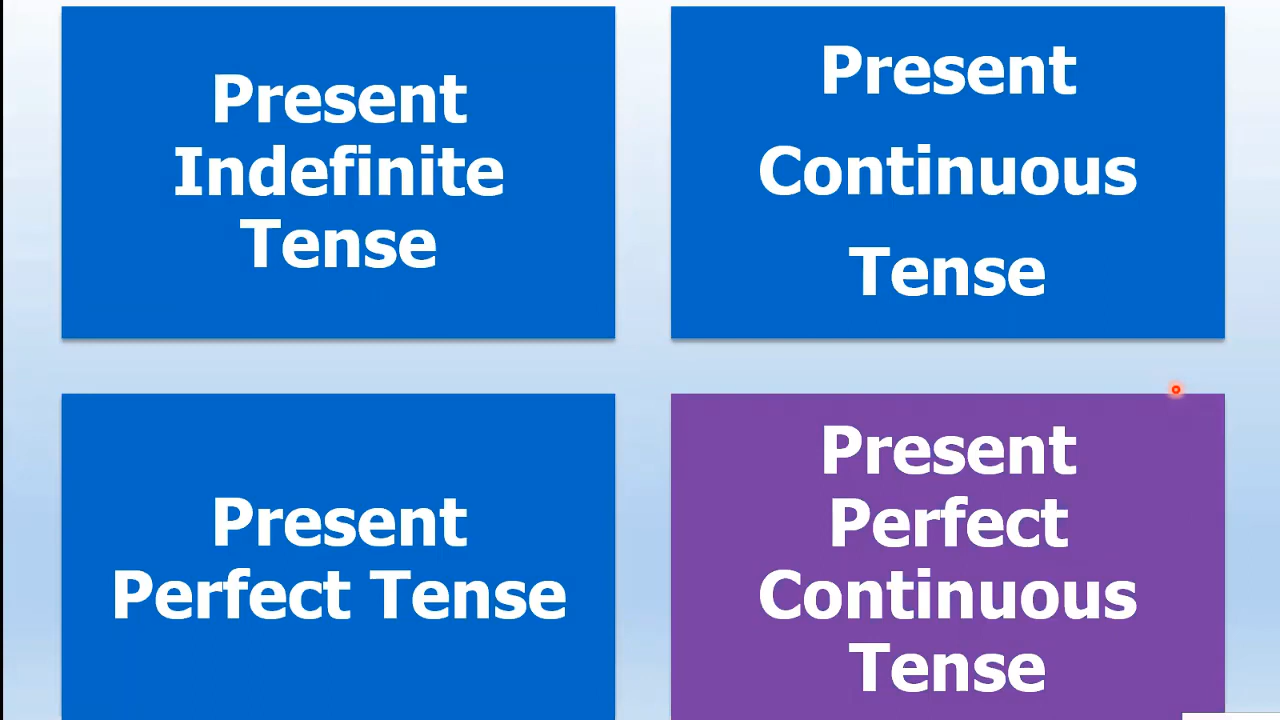 Present
Indefinite
Tense
Present
Continuous
Tense
Present
Perfect Tense
Present
Perfect
Continuous
Tense